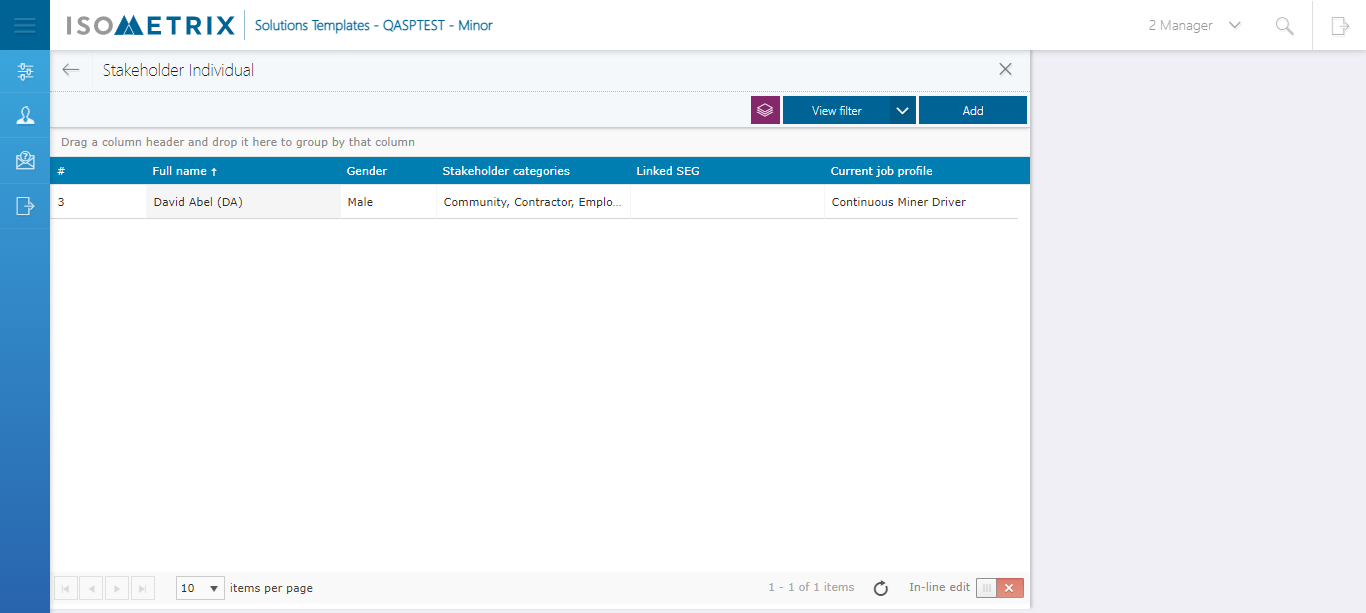 ISOMETRIX Solutions Templates - QASPTEST - Minor 2 Manager
Stakeholder Individual
View filter Add
Drag a column header and drop it here to group by that column
# Full name ↑ Gender Stakeholder categories Linked SEG Current job profile
3 David Abel (DA) Male Community, Contractor, Emplo... Continuous Miner Driver
10 items per page 1 - 1 of 1 items In-line edit